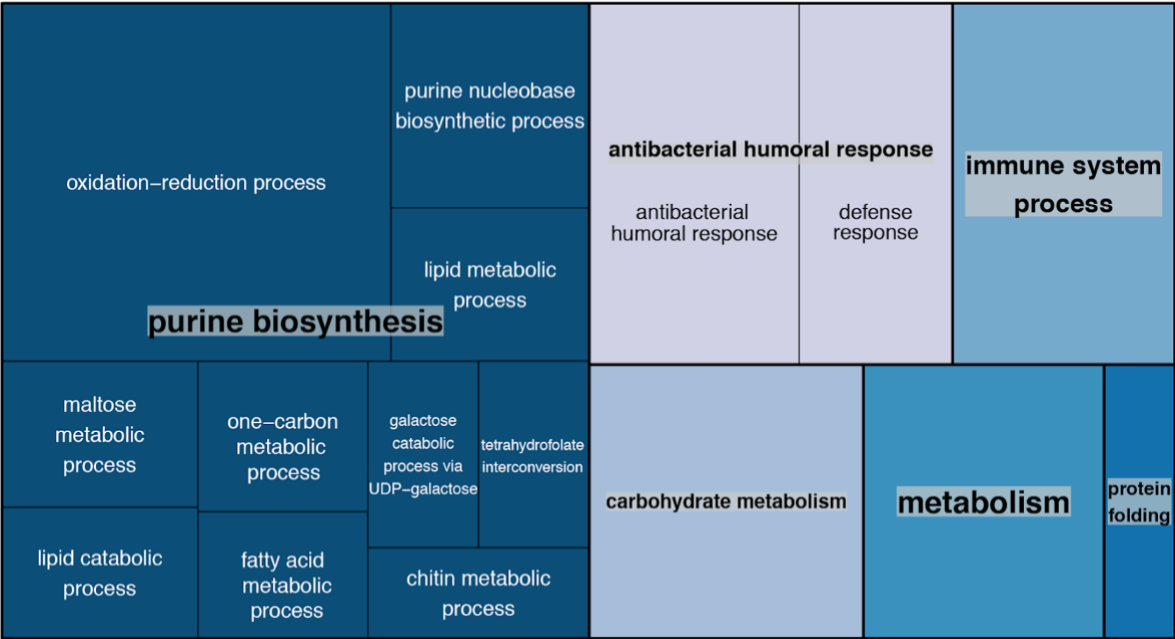 oxidation−reduction process
purine nucleobase
biosynthetic process
lipid metabolic
process
purine biosynthesis
maltose
metabolic
process
one−carbon
metabolic
process
galactose
catabolic
process via
UDP−galactose
tetrahydrofolate
interconversion
lipid catabolic
process
fatty acid
metabolic
process
chitin metabolic
process
antibacterial humoral response
antibacterial
humoral response
defense
response
immune system
process
carbohydrate metabolism
metabolism
protein
folding